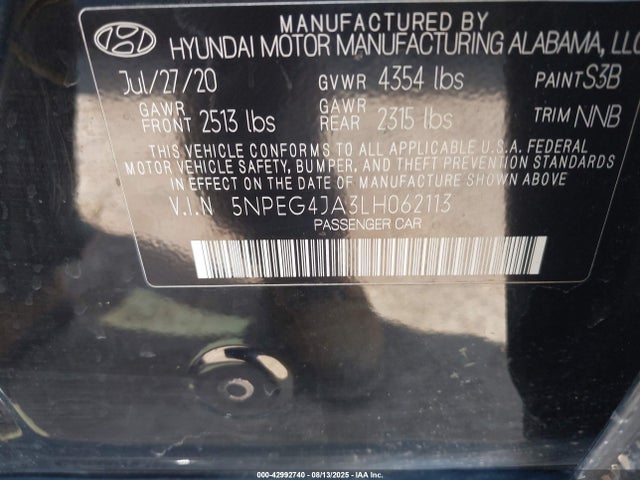 MANUFACTURED BY
HYUNDAI MOTOR MANUFACTURING ALABAMA, LLC
Jul/27/20 GVWR 4354 lbs PAINT S3B
GAWR FRONT 2513 lbs GAWR REAR 2315 lbs TRIM NNB
THIS VEHICLE CONFORMS TO ALL APPLICABLE U.S.A. FEDERAL
MOTOR VEHICLE SAFETY, BUMPER, AND THEFT PREVENTION STANDARDS
IN EFFECT ON THE DATE OF MANUFACTURE SHOWN ABOVE
V.I.N 5NPEG4JA3LH062113
PASSENGER CAR
000-42992740 - 08/13/2025 - IAA Inc.